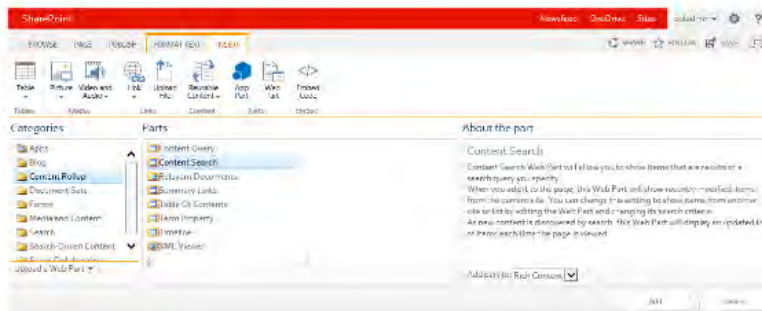 SharePoint Newsfeed OneDrive Sites
BROWSE PAGE PUBLISH FORMAT TEXT INSERT SHARE FOLLOW SAVE
Table Picture Video and Audio Link Upload File Reusable Content App Part Web Part Embed Code
Tables Media Links Content Parts Embed
Categories Parts About the part
Apps
Blog
Content Rollup
Document Sets
Forms
Media and Content
Search
Search-Driven Content
Upload a Web Part
Content Query
Content Search
Relevant Documents
Summary Links
Table Of Contents
Term Property
Timeline
XML Viewer
Content Search
Content Search Web Part will allow you to show items that are results of a
search query you specify.
When you add it to the page, this Web Part will show recently modified items
from the current site. You can change this setting to show items from another
site or list by editing the Web Part and changing its search criteria.
As new content is discovered by search, this Web Part will display an updated
of items each time the page is viewed.
Add part to: Rich Content
Add